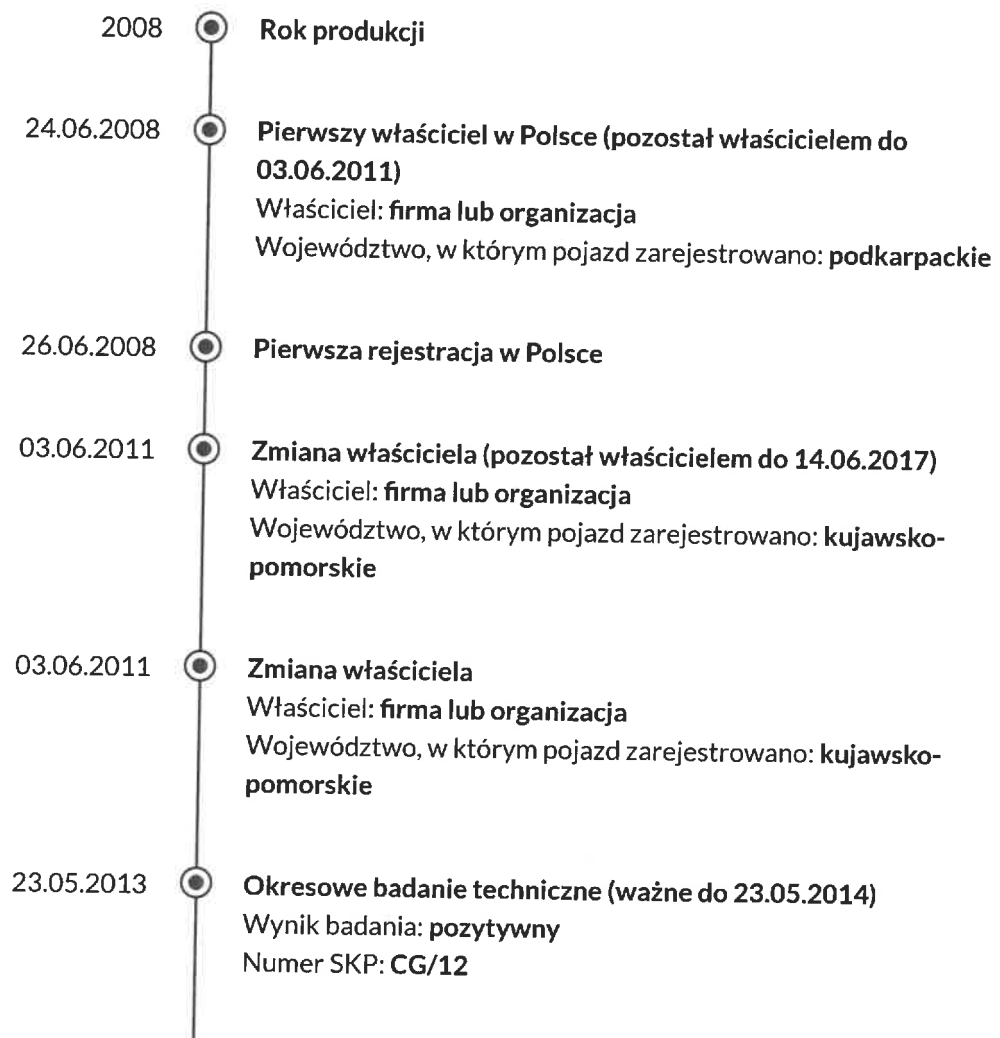 2008 Rok produkcji
24.06.2008 Pierwszy właściciel w Polsce (pozostał właścicielem do
03.06.2011)
Właściciel: firma lub organizacja
Województwo, w którym pojazd zarejestrowano: podkarpackie
26.06.2008 Pierwsza rejestracja w Polsce
03.06.2011 Zmiana właściciela (pozostał właścicielem do 14.06.2017)
Właściciel: firma lub organizacja
Województwo, w którym pojazd zarejestrowano: kujawsko-
pomorskie
03.06.2011 Zmiana właściciela
Właściciel: firma lub organizacja
Województwo, w którym pojazd zarejestrowano: kujawsko-
pomorskie
23.05.2013 Okresowe badanie techniczne (ważne do 23.05.2014)
Wynik badania: pozytywny
Numer SKP: CG/12